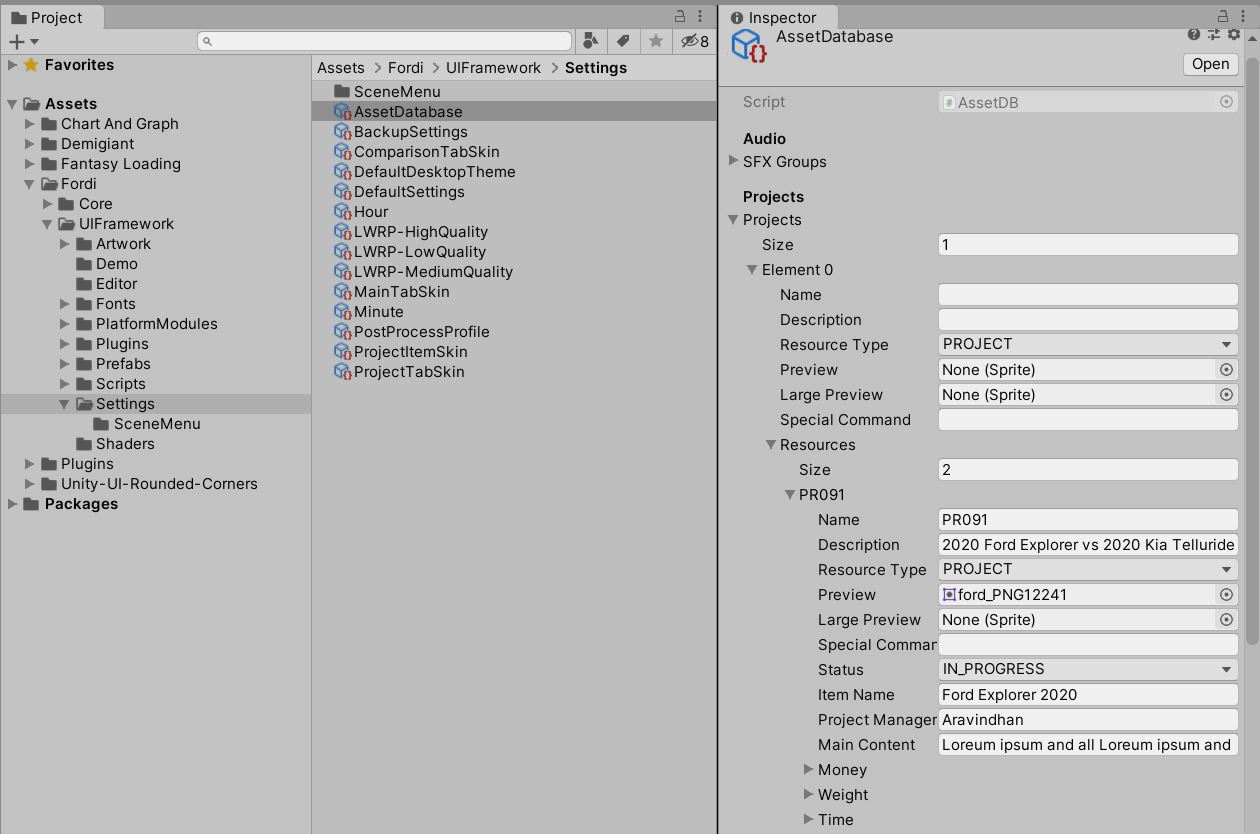 Project
8
Favorites
Assets
Chart And Graph
Demigiant
Fantasy Loading
Fordi
Core
UIFramework
Artwork
Demo
Editor
Fonts
PlatformModules
Plugins
Prefabs
Scripts
Settings
SceneMenu
Shaders
Plugins
Unity-UI-Rounded-Corners
Packages
Assets > Fordi > UIFramework > Settings
SceneMenu
AssetDatabase
BackupSettings
ComparisonTabSkin
DefaultDesktopTheme
DefaultSettings
Hour
LWRP-HighQuality
LWRP-LowQuality
LWRP-MediumQuality
MainTabSkin
Minute
PostProcessProfile
ProjectItemSkin
ProjectTabSkin
Inspector
AssetDatabase
Open
Script AssetDB
Audio
SFX Groups
Projects
Projects
Size 1
Element 0
Name
Description
Resource Type PROJECT
Preview None (Sprite)
Large Preview None (Sprite)
Special Command
Resources
Size 2
PR091
Name PR091
Description 2020 Ford Explorer vs 2020 Kia Telluride
Resource Type PROJECT
Preview ford_PNG12241
Large Preview None (Sprite)
Special Comman
Status IN_PROGRESS
Item Name Ford Explorer 2020
Project Manager Aravindhan
Main Content Loreum ipsum and all Loreum ipsum and
Money
Weight
Time